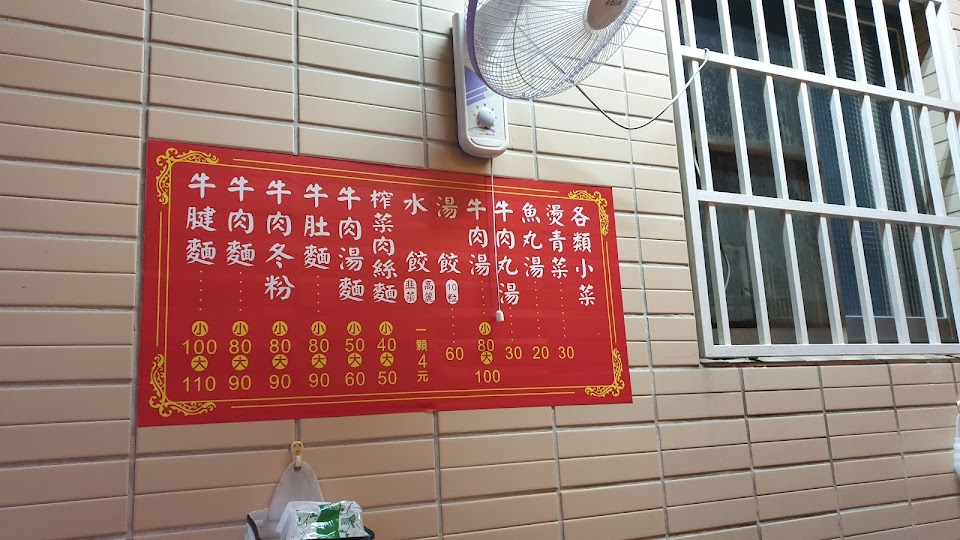 牛腱麵 小100 大110
牛肉麵 小80 大90
牛肉冬粉 小80 大90
牛肚麵 小80 大90
牛肉湯麵 小50 大60
榨菜肉絲麵 小40 大50
水餃 韭菜 高麗 一顆4元
湯餃 10粒 60
牛肉湯 小80 大100
牛肉丸湯 30
魚丸湯 20
燙青菜 30
各類小菜